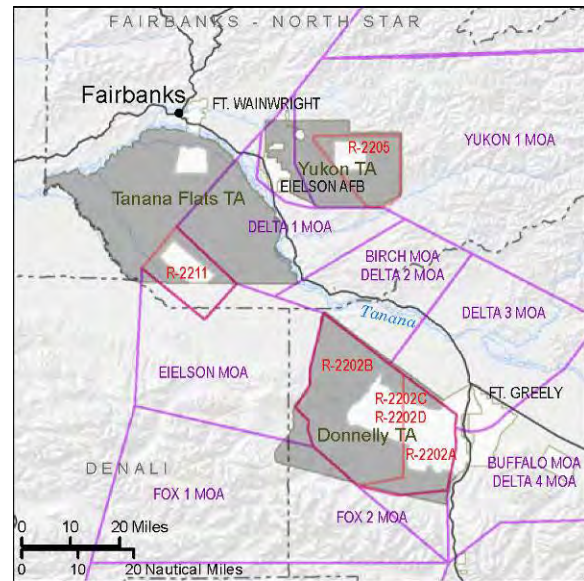 FAIRBANKS - NORTH STAR
Fairbanks
FT. WAINWRIGHT
YUKON 1 MOA
R-2205
Yukon TA
EIELSON AFB
Tanana Flats TA
DELTA 1 MOA
BIRCH MOA
DELTA 2 MOA
R-2211
Tanana
DELTA 3 MOA
EIELSON MOA
R-2202B
R-2202C
R-2202D
FT. GREELY
Donnelly TA
R-2202A
BUFFALO MOA
DELTA 4 MOA
DENALI
FOX 1 MOA
FOX 2 MOA
0 10 20 Miles
0 10 20 Nautical Miles